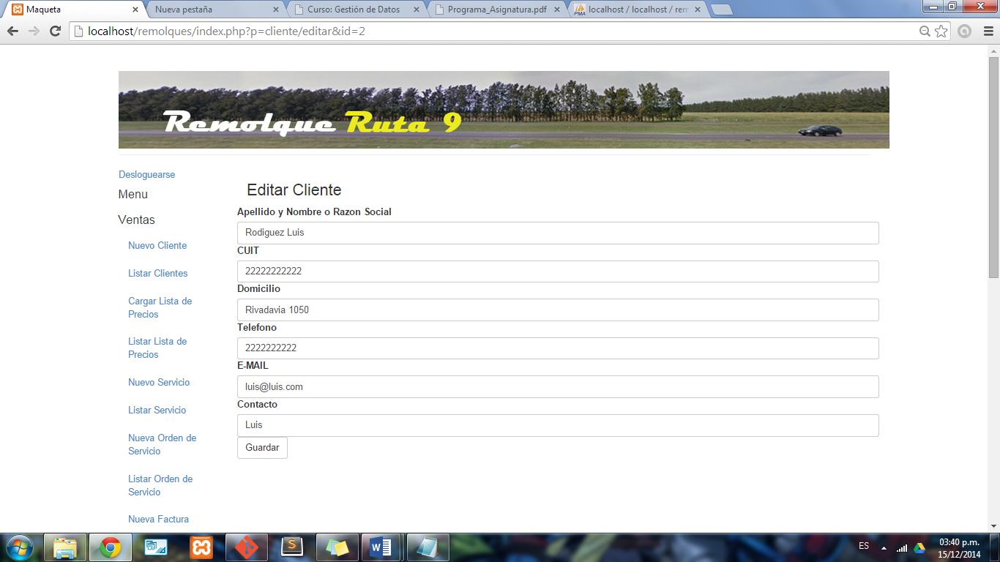 Maqueta
Nueva pestaña
Curso: Gestión de Datos
Programa_Asignatura.pdf
PMA
localhost / localhost / rem
localhost/remolques/index.php?p=cliente/editar&id=2
Remolque Ruta 9
Desloguearse
Menu
Ventas
Nuevo Cliente
Listar Clientes
Cargar Lista de
Precios
Listar Lista de
Precios
Nuevo Servicio
Listar Servicio
Nueva Orden de
Servicio
Listar Orden de
Servicio
Nueva Factura
Editar Cliente
Apellido y Nombre o Razon Social
Rodiguez Luis
CUIT
22222222222
Domicilio
Rivadavia 1050
Telefono
2222222222
E-MAIL
luis@luis.com
Contacto
Luis
Guardar
ES
03:40 p.m.
15/12/2014